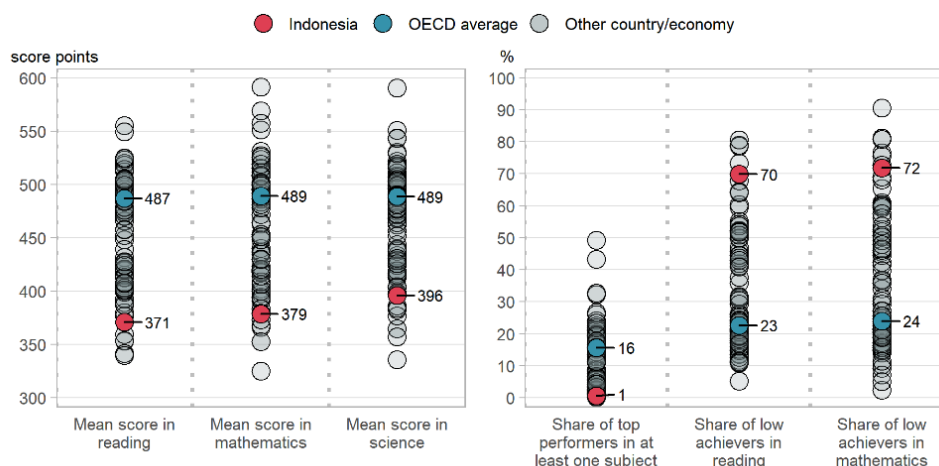 Indonesia OECD average Other country/economy
score points
600
550
500
450
400
350
300
487
371
489
379
489
396
Mean score in
reading
Mean score in
mathematics
Mean score in
science
%
100
90
80
70
60
50
40
30
20
10
0
16
1
70
23
72
24
Share of top
performers in at
least one subject
Share of low
achievers in
reading
Share of low
achievers in
mathematics